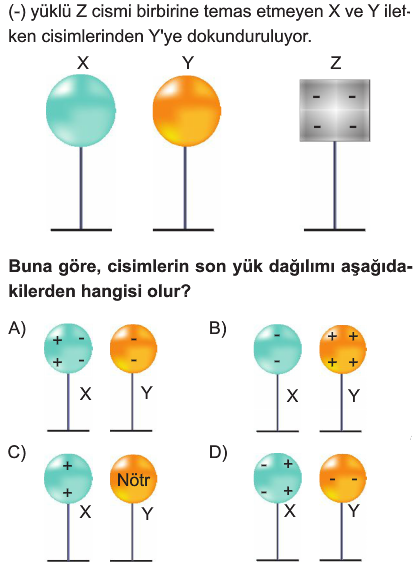 (-) yüklü Z cismi birbirine temas etmeyen X ve Y ilet-
ken cisimlerinden Y'ye dokunduruluyor.
X Y Z
- -
- -
Buna göre, cisimlerin son yük dağılımı aşağıda-
kilerden hangisi olur?
A) B)
+ - - - + +
+ - - - + +
X Y X Y
C) D)
+ Nötr - + - -
+ - +
X Y X Y